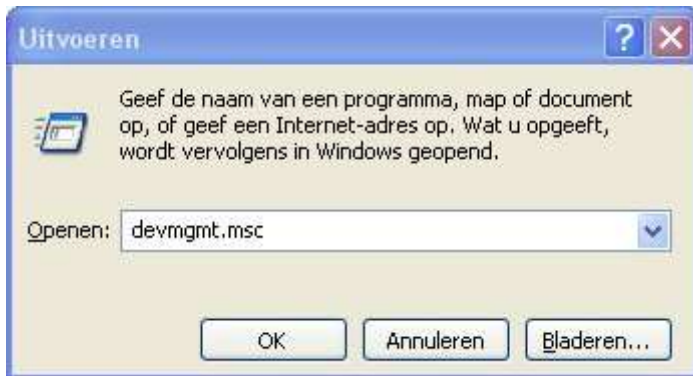 Uitvoeren
Geef de naam van een programma, map of document
op, of geef een Internet-adres op. Wat u opgeeft,
wordt vervolgens in Windows geopend.
Openen: devmgmt.msc
OK Annuleren Bladeren...